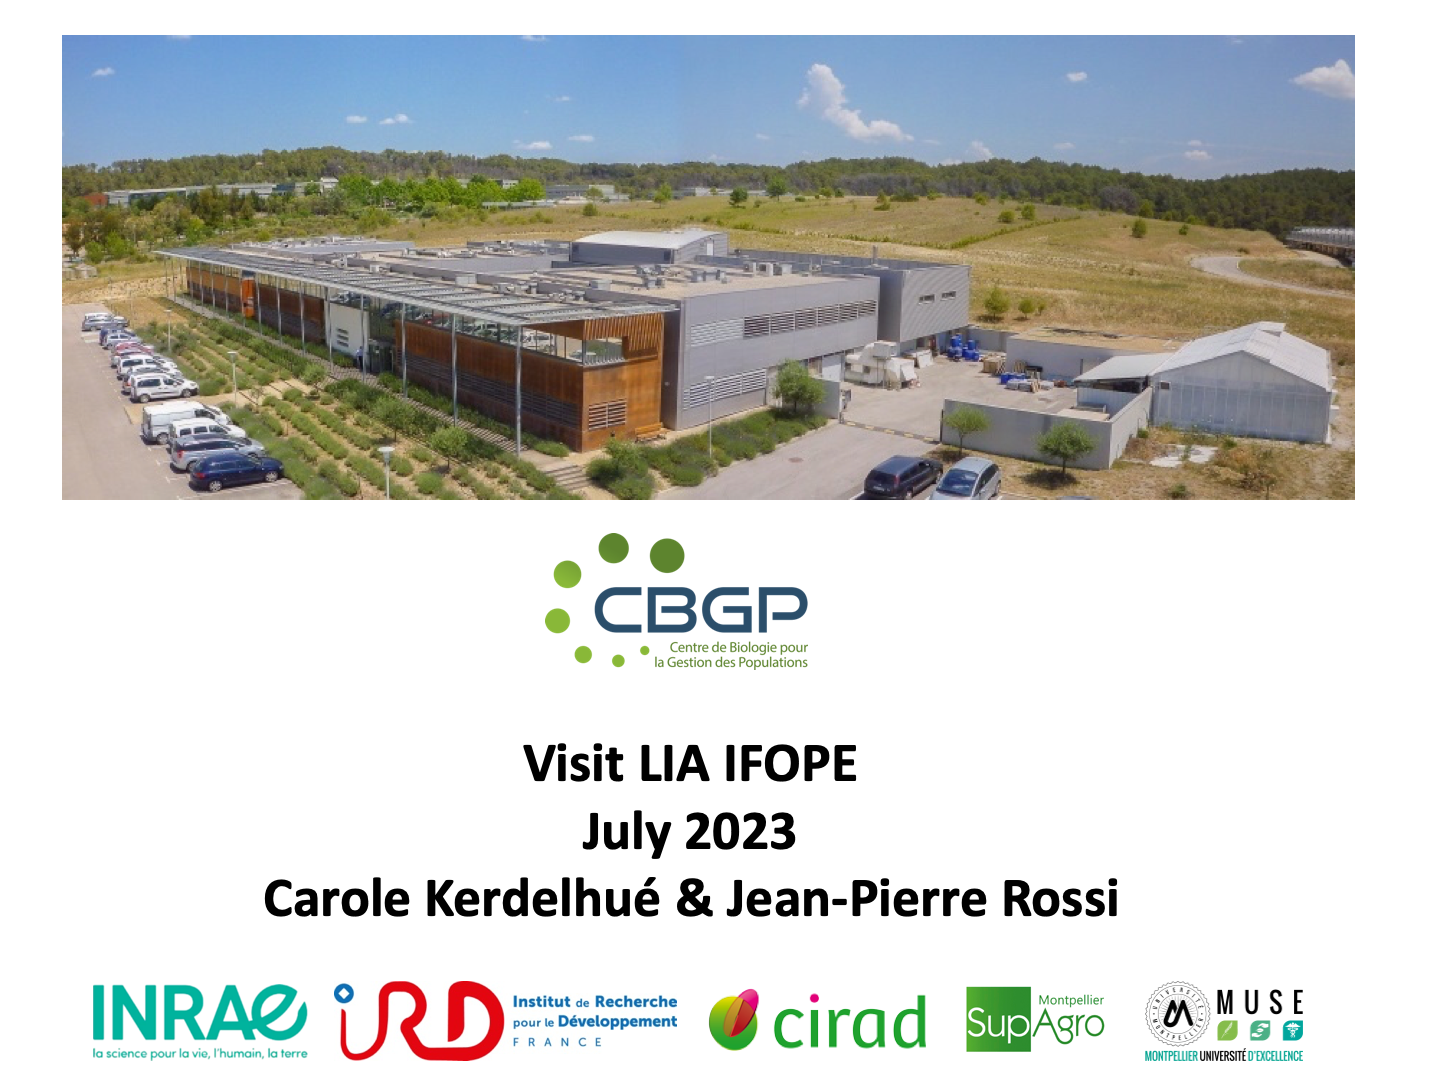 CBGP
Centre de Biologie pour
la Gestion des Populations
Visit LIA IFOPE
July 2023
Carole Kerdelhué & Jean-Pierre Rossi
INRAE
la science pour la vie, l'humain, la terre
iRD
Institut de Recherche
pour le Développement
FRANCE
cirad
Montpellier
SupAgro
UNIVERSITÉ
MONTPELLIER
MUSE
MONTPELLIER UNIVERSITÉ D'EXCELLENCE